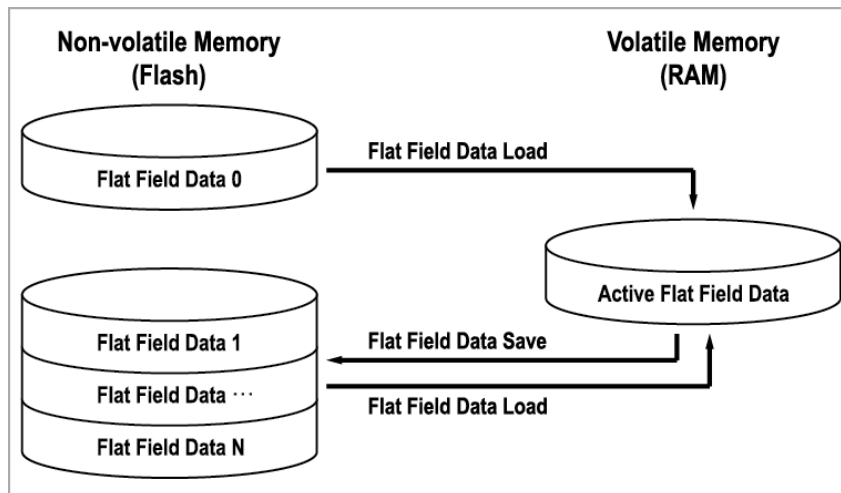 Non-volatile Memory
(Flash)
Volatile Memory
(RAM)
Flat Field Data Load
Flat Field Data 0
Active Flat Field Data
Flat Field Data 1
Flat Field Data Save
Flat Field Data ⋯
Flat Field Data Load
Flat Field Data N